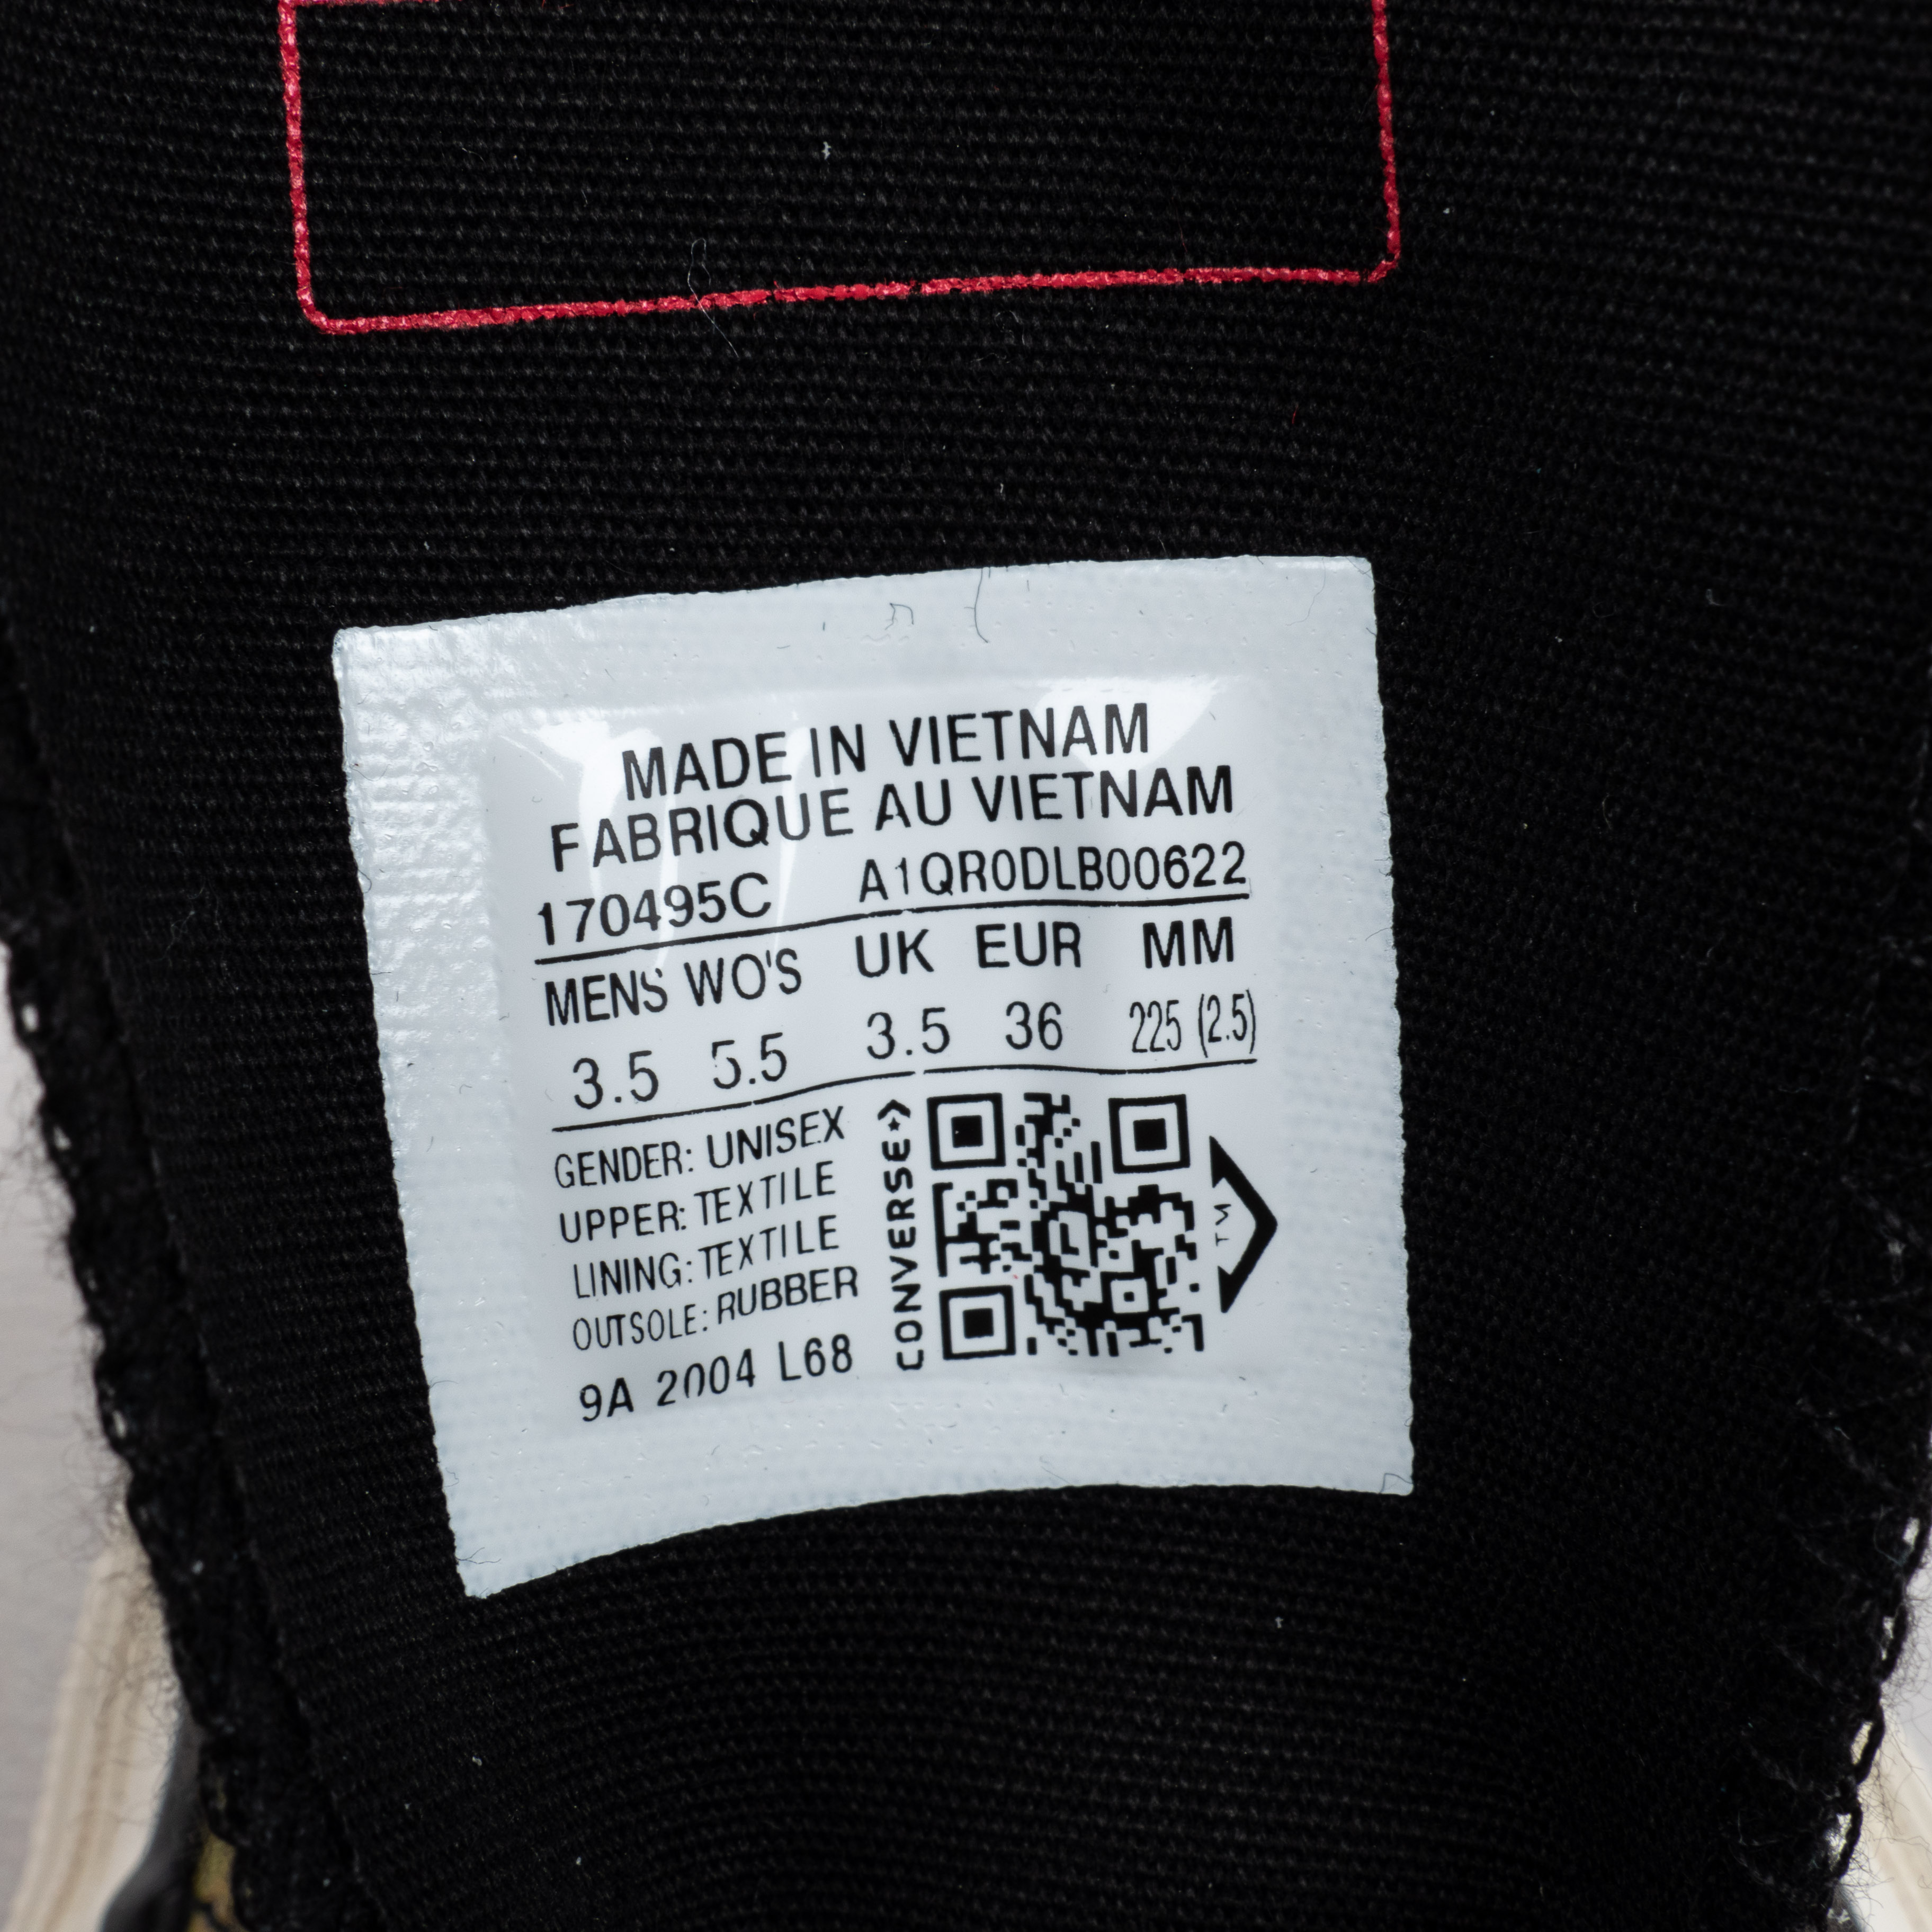 MADE IN VIETNAM
FABRIQUE AU VIETNAM
170495C A1QR0DLB00622
MENS WO'S UK EUR MM
3.5 5.5 3.5 36 225 (2.5)
GENDER: UNISEX
UPPER: TEXTILE
LINING: TEXTILE
OUTSOLE: RUBBER
9A 2004 L68
CONVERSE
TM